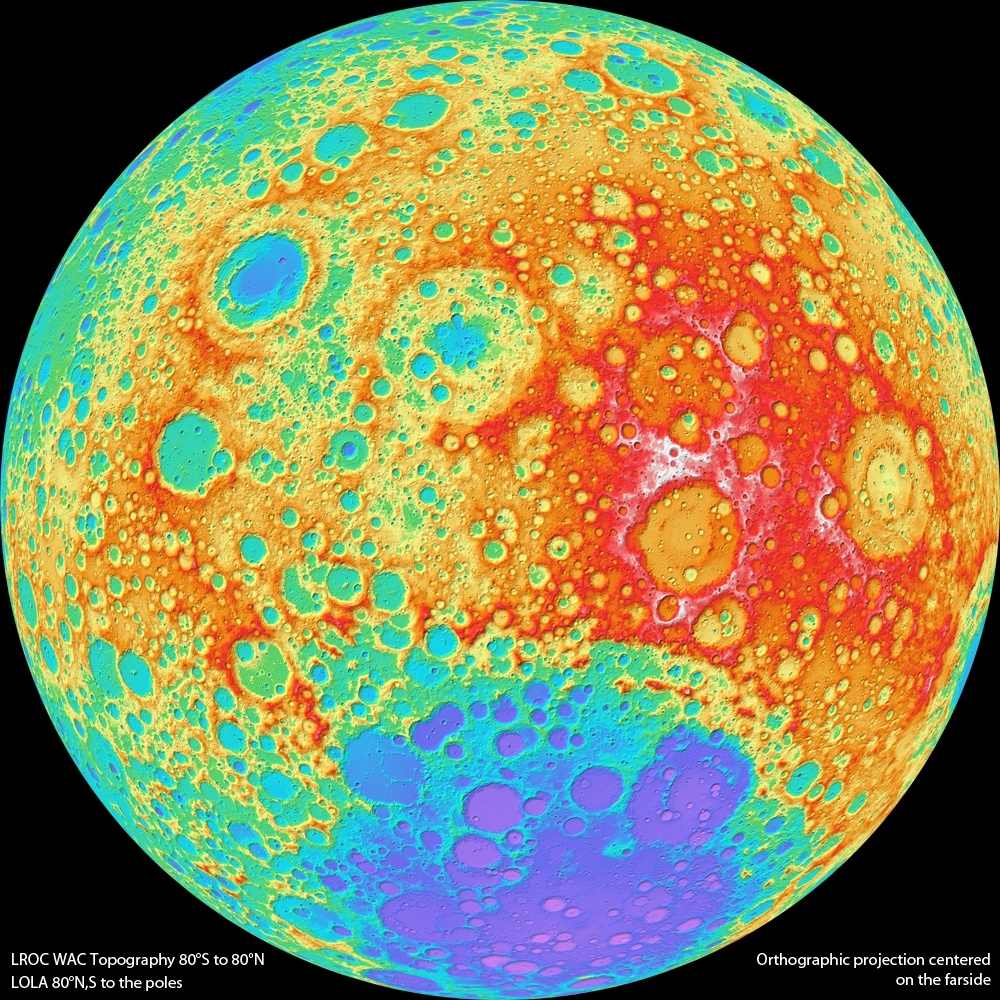 LROC WAC Topography 80°S to 80°N
LOLA 80°N,S to the poles
Orthographic projection centered
on the farside